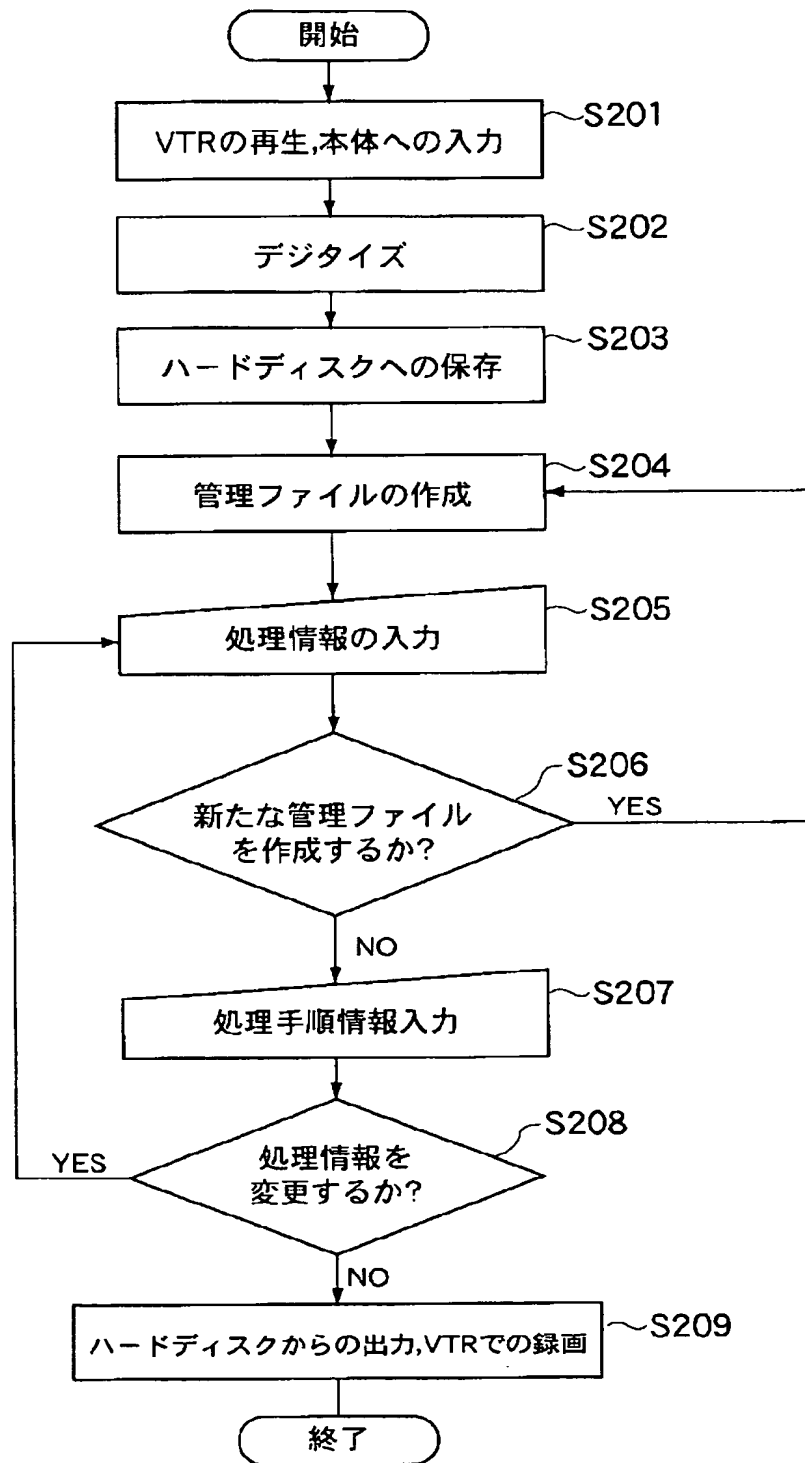 開始
VTRの再生,本体への入力
S201
デジタイズ
S202
ハードディスクへの保存
S203
管理ファイルの作成
S204
処理情報の入力
S205
新たな管理ファイル
を作成するか?
S206
YES
NO
処理手順情報入力
S207
処理情報を
変更するか?
S208
YES
NO
ハードディスクからの出力,VTRでの録画
S209
終了